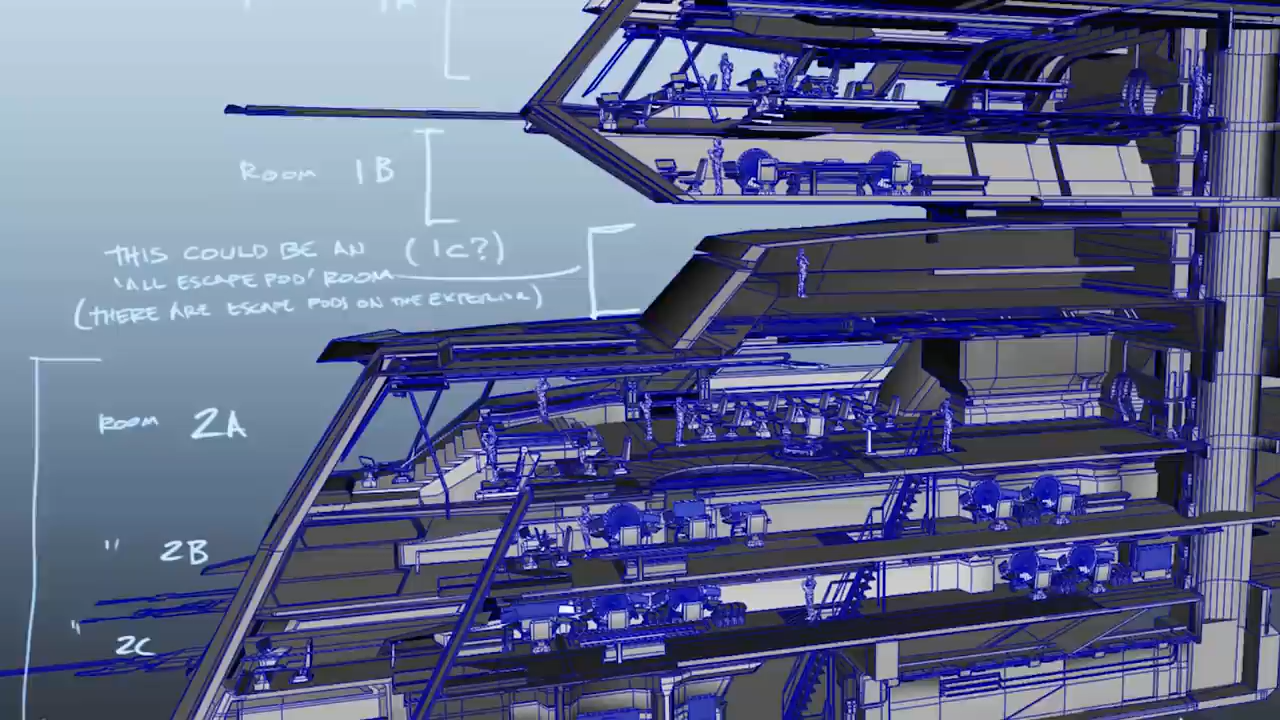 1A
ROOM 1B
THIS COULD BE AN (1C?)
'ALL ESCAPE POD' ROOM
(THERE ARE ESCAPE PODS ON THE EXTERIOR)
ROOM 2A
" 2B
" 2C